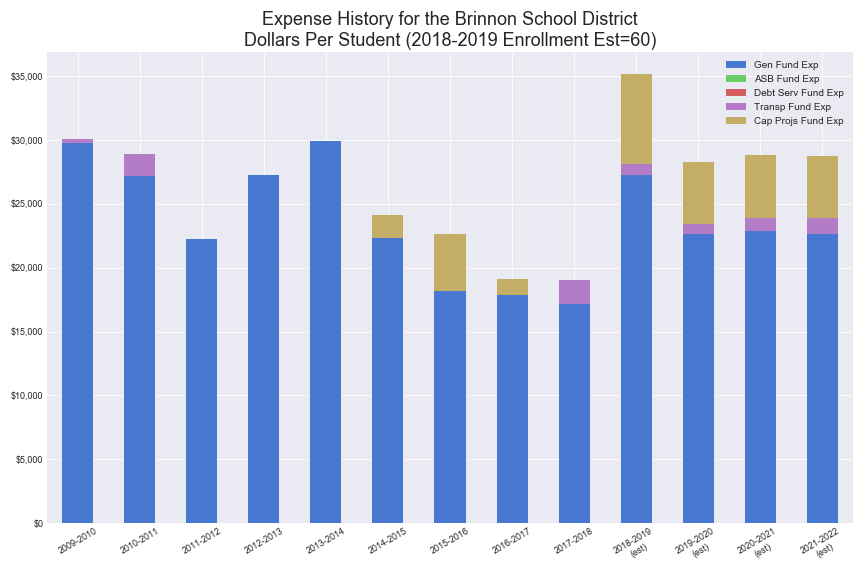 Expense History for the Brinnon School District
Dollars Per Student (2018-2019 Enrollment Est=60)
Gen Fund Exp
ASB Fund Exp
Debt Serv Fund Exp
Transp Fund Exp
Cap Projs Fund Exp
$35,000
$30,000
$25,000
$20,000
$15,000
$10,000
$5,000
$0
2009-2010
2010-2011
2011-2012
2012-2013
2013-2014
2014-2015
2015-2016
2016-2017
2017-2018
2018-2019
(est)
2019-2020
(est)
2020-2021
(est)
2021-2022
(est)